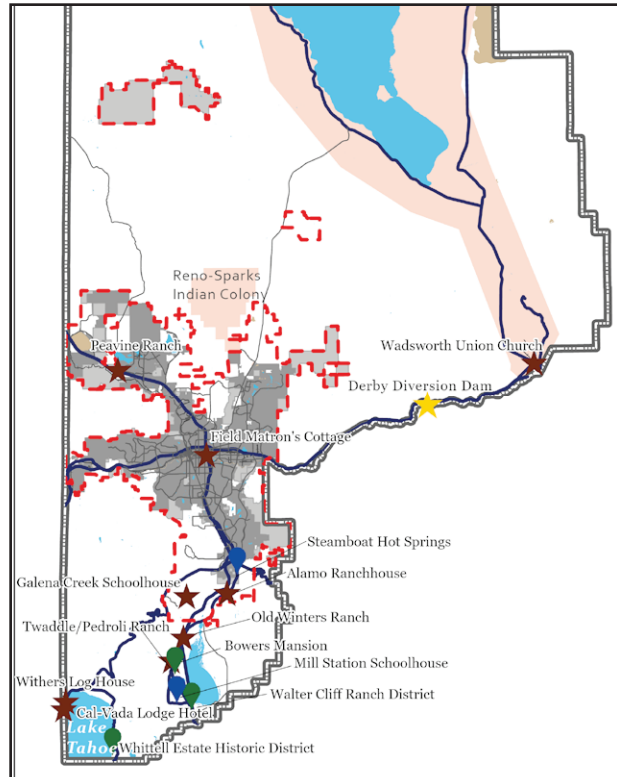 Reno-Sparks
Indian Colony
Peavine Ranch
Wadsworth Union Church
Derby Diversion Dam
Field Matron's Cottage
Steamboat Hot Springs
Galena Creek Schoolhouse
Alamo Ranchhouse
Old Winters Ranch
Twaddle/Pedroli Ranch
Bowers Mansion
Mill Station Schoolhouse
Withers Log House
Walter Cliff Ranch District
Cal-Vada Lodge Hotel
Lake
Tahoe
Whittell Estate Historic District